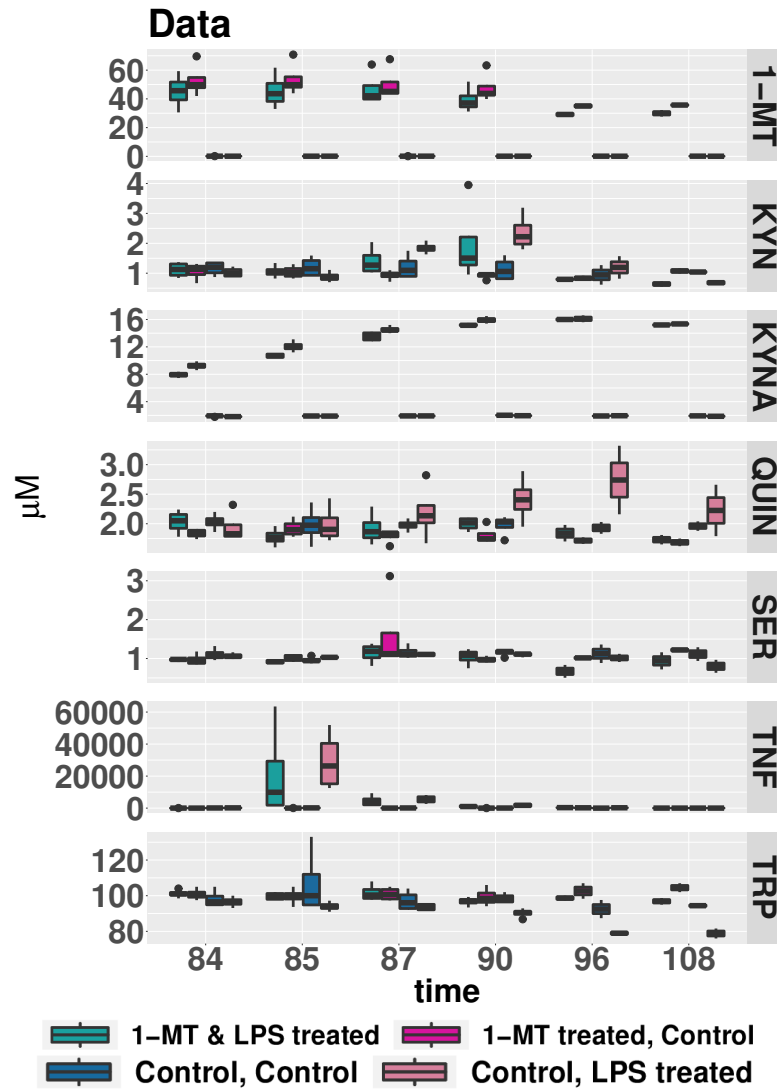 Data
60
40
20
0
1-MT
4
3
2
1
KYN
16
12
8
4
KYNA
3.0
2.5
2.0
QUIN
3
2
1
SER
60000
40000
20000
0
TNF
120
100
80
TRP
μM
84 85 87 90 96 108
time
1-MT & LPS treated 1-MT treated, Control
Control, Control Control, LPS treated